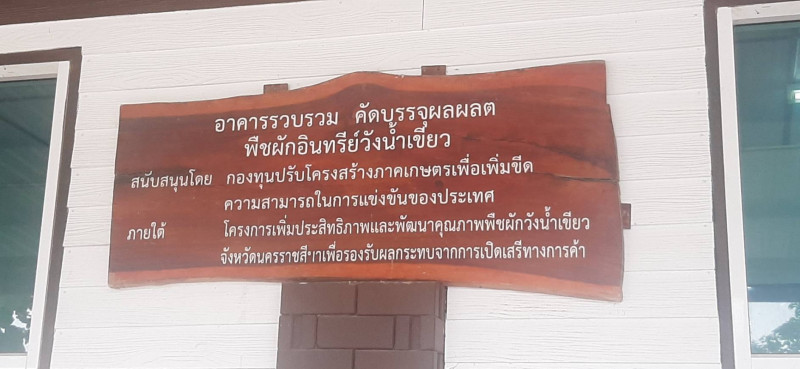 อาคารรวบรวม คัดบรรจุผลผลต
พืชผักอินทรีย์วังน้ำเขียว
สนับสนุนโดย กองทุนปรับโครงสร้างภาคเกษตรเพื่อเพิ่มขีด
ความสามารถในการแข่งขันของประเทศ
ภายใต้ โครงการเพิ่มประสิทธิภาพและพัฒนาคุณภาพพืชผักวังน้ำเขียว
จังหวัดนครราชสีฯาเพื่อรองรับผลกระทบจากการเปิดเสรีทางการค้า